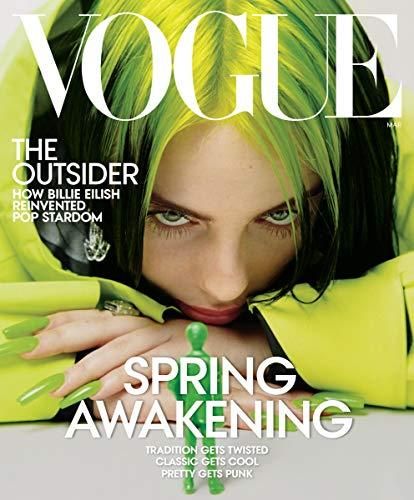 VOGUE
MAR
THE
OUTSIDER
HOW BILLIE EILISH
REINVENTED
POP STARDOM
SPRING
AWAKENING
TRADITION GETS TWISTED
CLASSIC GETS COOL
PRETTY GETS PUNK